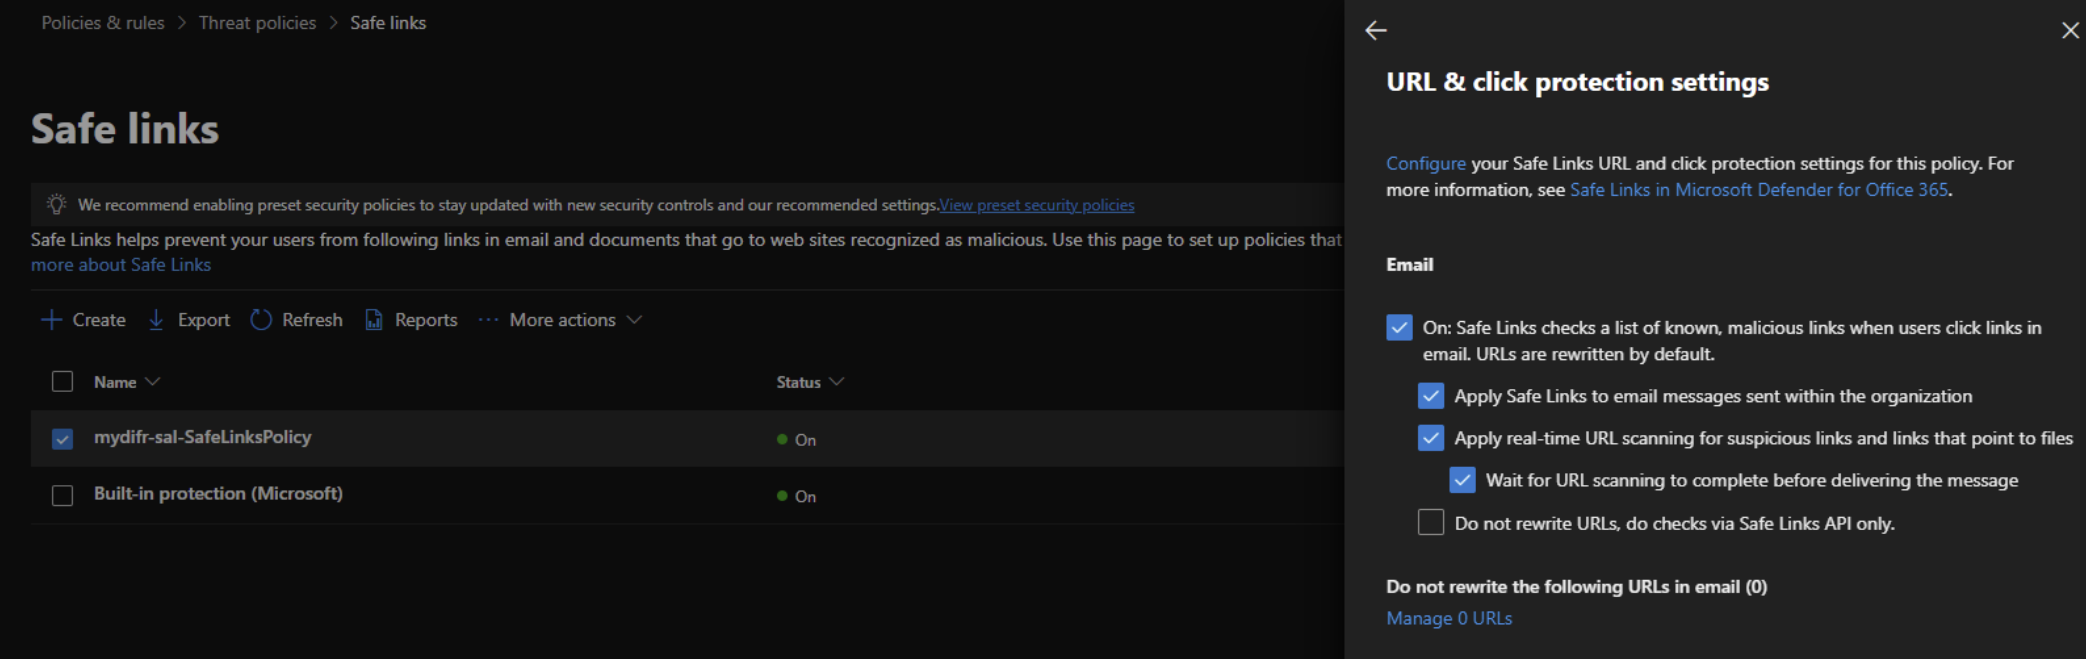 Policies & rules > Threat policies > Safe links
Safe links
We recommend enabling preset security policies to stay updated with new security controls and our recommended settings.View preset security policies
Safe Links helps prevent your users from following links in email and documents that go to web sites recognized as malicious. Use this page to set up policies that
more about Safe Links
Create Export Refresh Reports ... More actions
Name Status
mydifr-sal-SafeLinksPolicy On
Built-in protection (Microsoft) On
URL & click protection settings
Configure your Safe Links URL and click protection settings for this policy. For
more information, see Safe Links in Microsoft Defender for Office 365.
Email
On: Safe Links checks a list of known, malicious links when users click links in
email. URLs are rewritten by default.
Apply Safe Links to email messages sent within the organization
Apply real-time URL scanning for suspicious links and links that point to files
Wait for URL scanning to complete before delivering the message
Do not rewrite URLs, do checks via Safe Links API only.
Do not rewrite the following URLs in email (0)
Manage 0 URLs